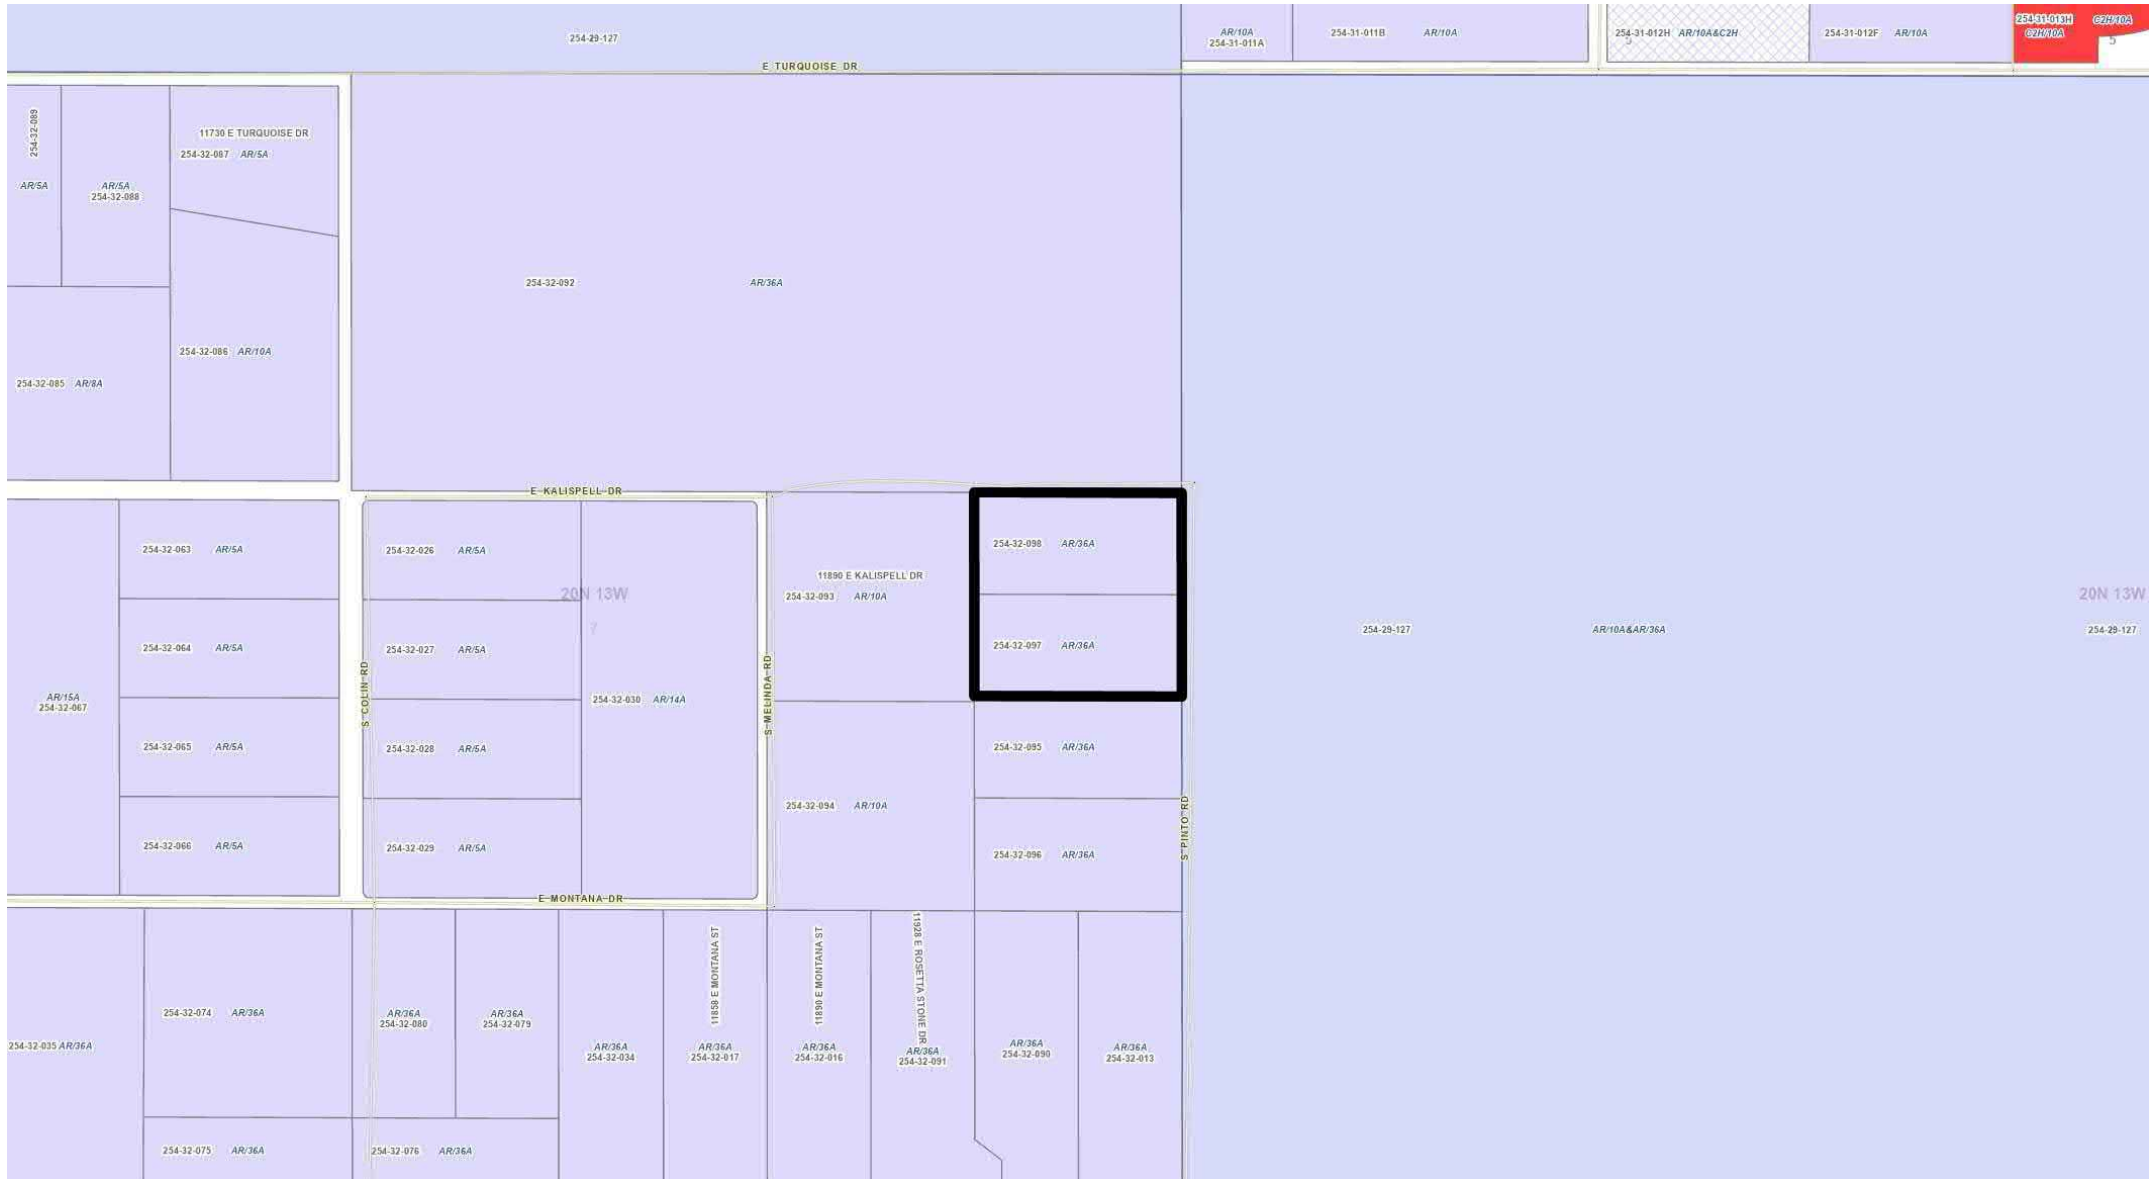 254-29-127
AR/10A
254-31-011A
254-31-011B AR/10A
254-31-012H AR/10A&C2H
5
254-31-012F AR/10A
254-31-013H C2H/10A
C2H/10A
5
E TURQUOISE DR
254-32-089
AR/5A
AR/5A
254-32-088
11730 E TURQUOISE DR
254-32-087 AR/5A
254-32-092 AR/36A
254-32-086 AR/10A
254-32-085 AR/8A
E KALISPELL DR
254-32-063 AR/5A
254-32-026 AR/5A
254-32-098 AR/36A
11890 E KALISPELL DR
254-32-093 AR/10A
20N 13W
7
20N 13W
254-29-127 AR/10A&AR/36A 254-29-127
254-32-064 AR/5A
254-32-027 AR/5A
254-32-097 AR/36A
S COLIN RD
S MELINDA RD
AR/15A
254-32-067
254-32-030 AR/14A
254-32-065 AR/5A
254-32-028 AR/5A
254-32-095 AR/36A
254-32-094 AR/10A
S PINTO RD
254-32-066 AR/5A
254-32-029 AR/5A
254-32-096 AR/36A
E MONTANA DR
11858 E MONTANA ST
11890 E MONTANA ST
11928 E ROSETTA STONE DR
254-32-074 AR/36A
AR/36A
254-32-080
AR/36A
254-32-079
254-32-035 AR/36A
AR/36A
254-32-034
AR/36A
254-32-017
AR/36A
254-32-016
AR/36A
254-32-091
AR/36A
254-32-090
AR/36A
254-32-013
254-32-075 AR/36A
254-32-076 AR/36A